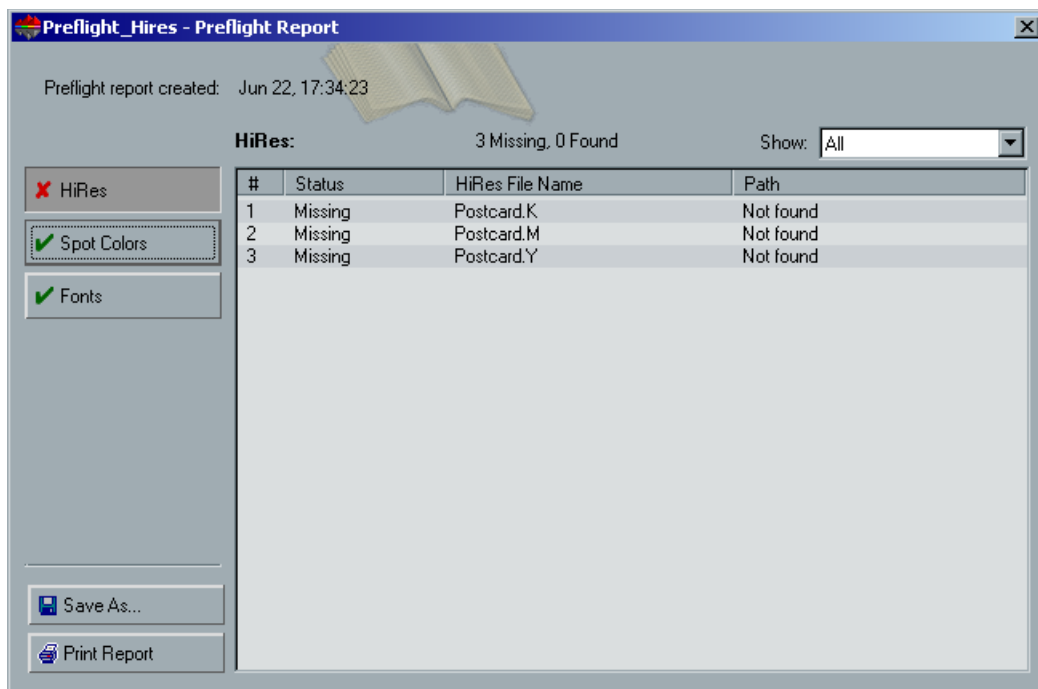 Preflight_Hires - Preflight Report
Preflight report created: Jun 22, 17:34:23
HiRes: 3 Missing, 0 Found Show: All
HiRes
Spot Colors
Fonts
# Status HiRes File Name Path
1 Missing Postcard.K Not found
2 Missing Postcard.M Not found
3 Missing Postcard.Y Not found
Save As...
Print Report